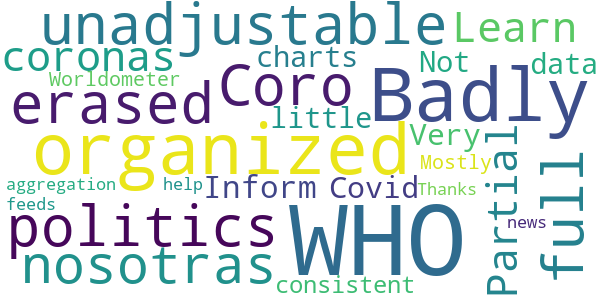 unadjustable Learn
coronas charts Not data
Worldometer
erased Coro Badly
little
organized Very
Mostly
Partial
full
aggregation help Inform Covid Thanks
feeds
politics WHO news
nosotras consistent